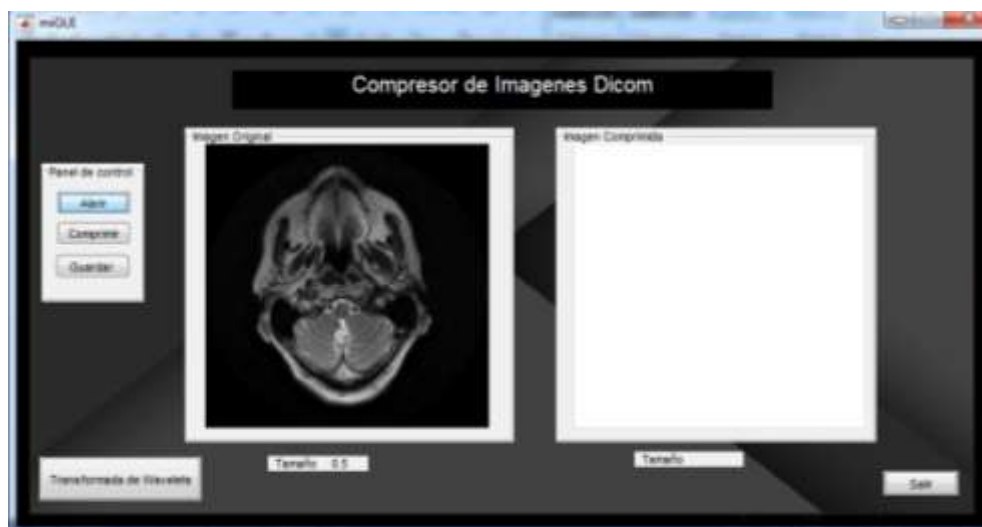 miGUI
Compresor de Imagenes Dicom
Imagen Original
Imagen Comprimida
Panel de control
Abrir
Comprimir
Guardar
Tamaño 0.5
Tamaño
Transformada de Wavelets
Salir